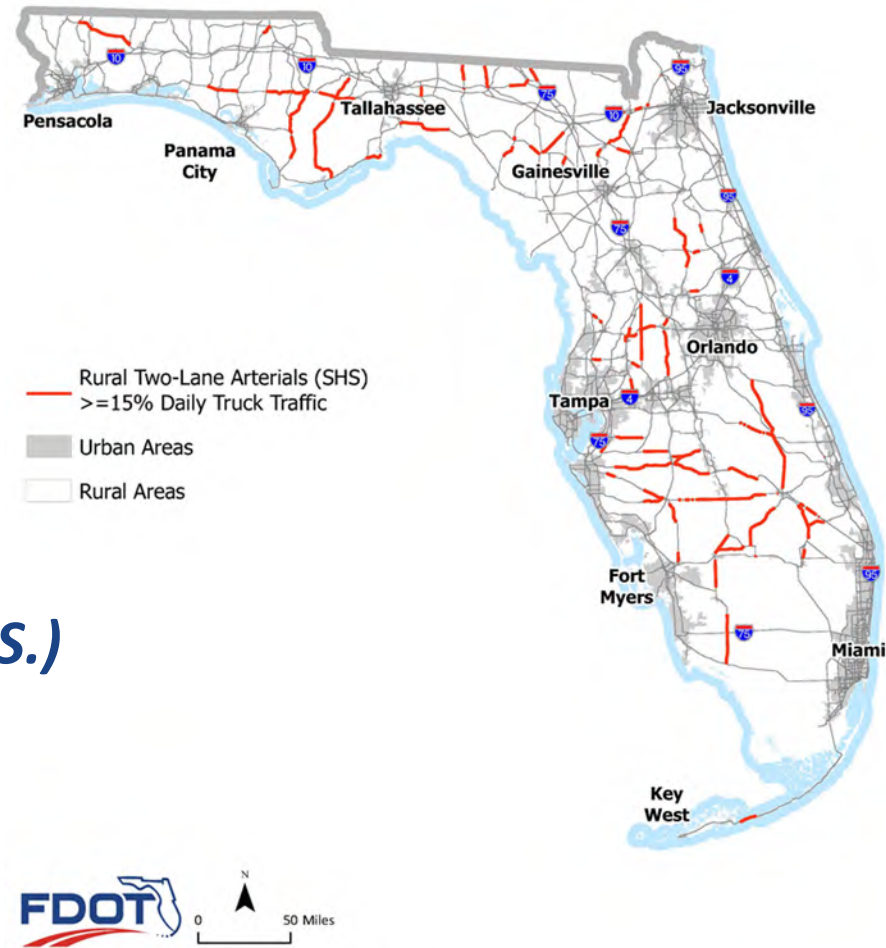 10
10
95
Tallahassee
75
Jacksonville
Pensacola
10
Panama
City
Gainesville
95
75
4
Orlando
Rural Two-Lane Arterials (SHS)
>=15% Daily Truck Traffic
Tampa
4
95
Urban Areas
75
Rural Areas
Fort
Myers
95
S.)
75
Miami
Key
West
FDOT
N
0 50 Miles